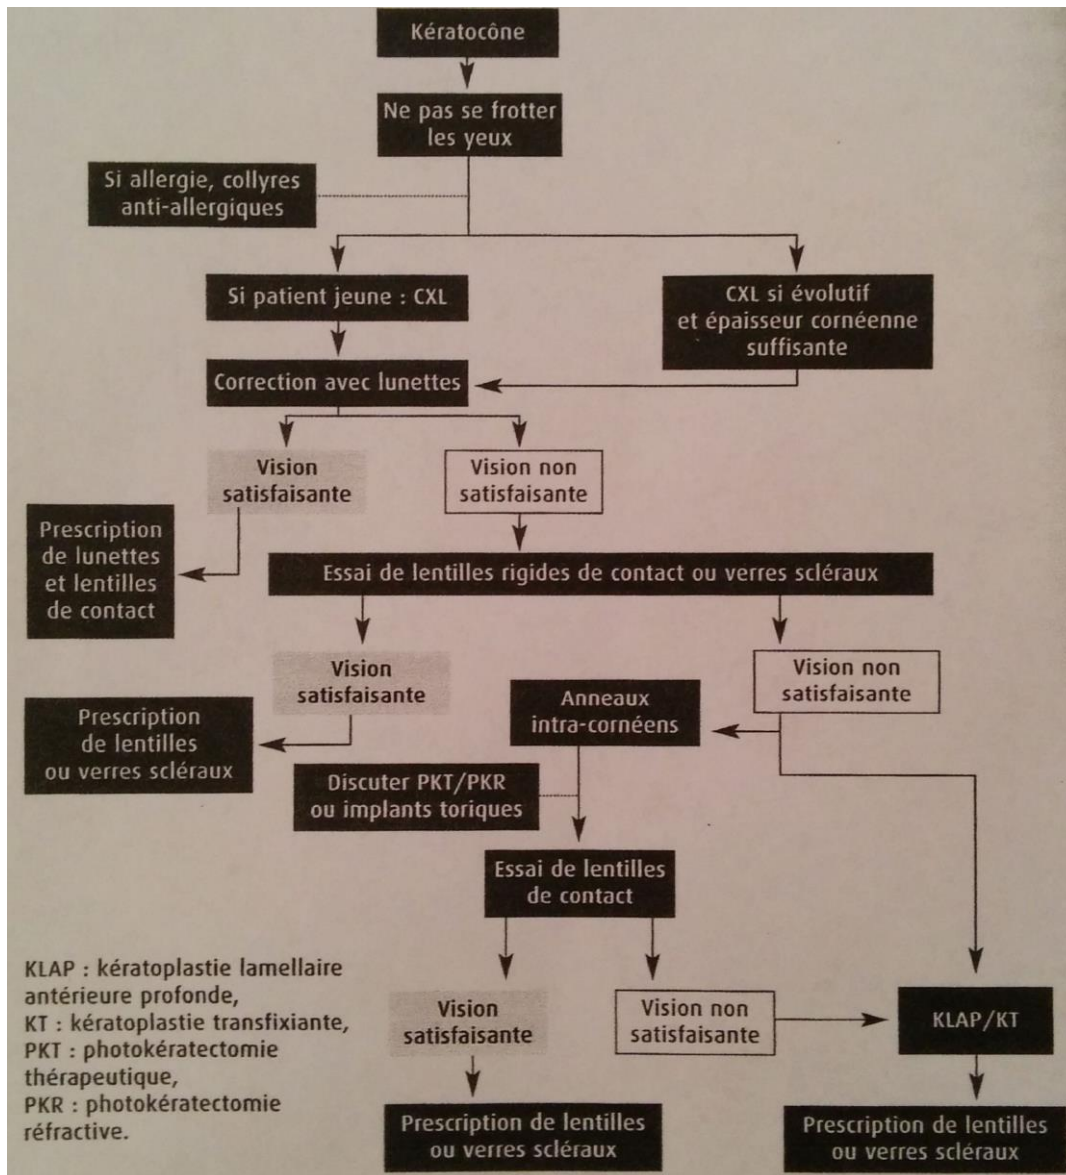 Kératocône
Ne pas se frotter
les yeux
Si allergie, collyres
anti-allergiques
Si patient jeune : CXL
CXL si évolutif
et épaisseur cornéenne
suffisante
Correction avec lunettes
Vision
satisfaisante
Vision non
satisfaisante
Prescription
de lunettes
et lentilles
de contact
Essai de lentilles rigides de contact ou verres scléraux
Vision
satisfaisante
Vision non
satisfaisante
Anneaux
intra-cornéens
Prescription
de lentilles
ou verres scléraux
Discuter PKT/PKR
ou implants toriques
Essai de lentilles
de contact
KLAP : kératoplastie lamellaire
antérieure profonde,
KT : kératoplastie transfixiante,
PKT : photokératectomie
thérapeutique,
PKR : photokératectomie
réfractive.
Vision
satisfaisante
Vision non
satisfaisante
KLAP/KT
Prescription de lentilles
ou verres scléraux
Prescription de lentilles
ou verres scléraux